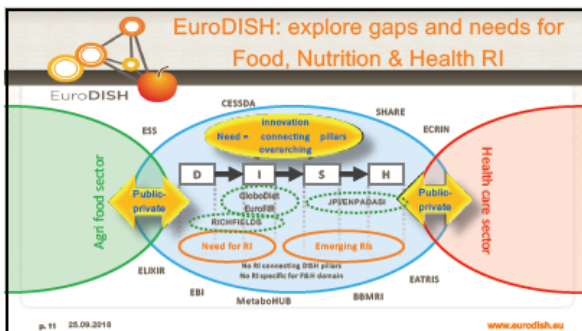 EuroDISH: explore gaps and needs for
Food, Nutrition & Health RI
EuroDISH
CESSDA
SHARE
ESS
ECRIN
innovation
Need = connecting pillars
overarching
D
I
S
H
Agri food sector
Public-
private
GloboDiet
EuroFIR
JPI/ENPADASI
RICHFIELDS
Public-
private
Health care sector
Need for RI
Emerging RIs
No RI connecting DISH pillars
No RI specific for F&H domain
ELIXIR
EBI
MetaboHUB
BBMRI
EATRIS
p. 11 25.09.2018
www.eurodish.eu